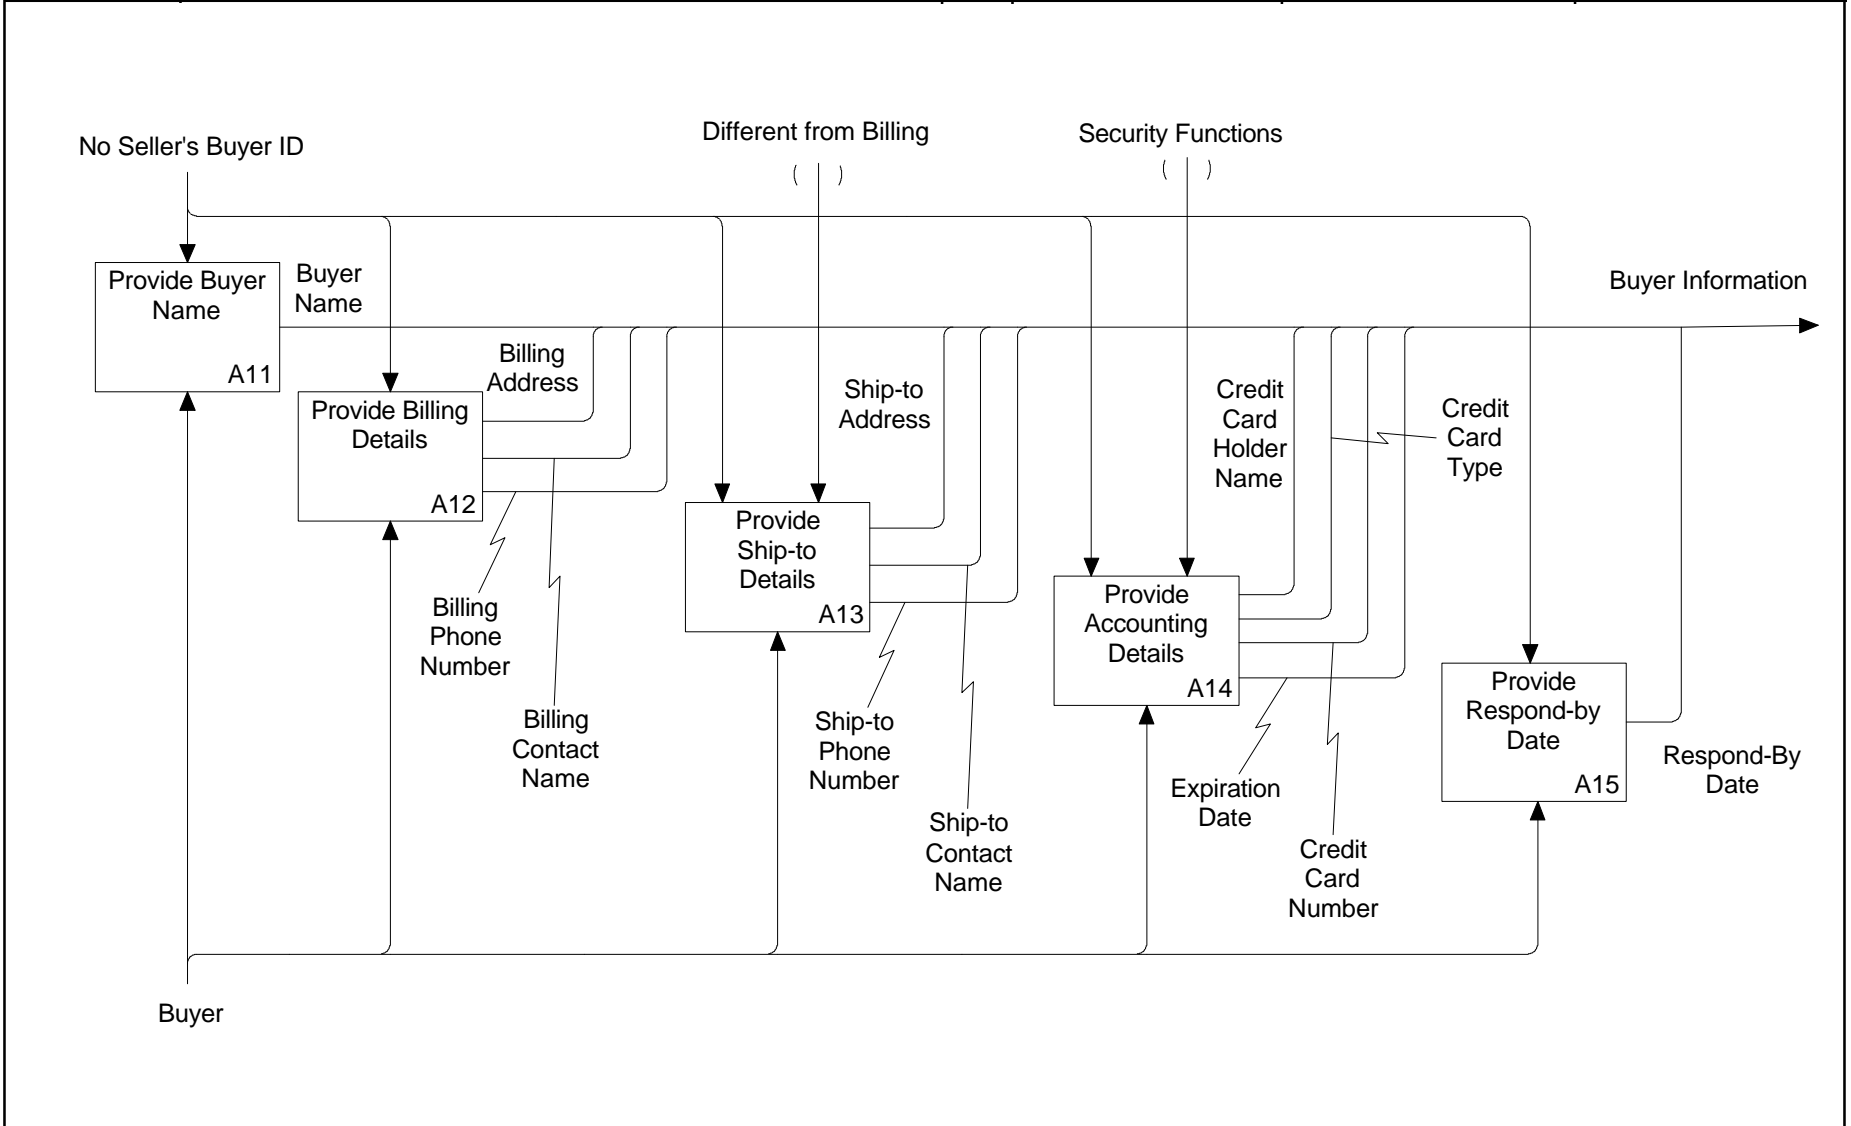 No Seller's Buyer ID
Different from Billing
Security Functions
( )
( )
Provide Buyer
Name
A11
Buyer
Name
Buyer Information
Billing
Address
Provide Billing
Details
A12
Ship-to
Address
Credit
Card
Holder
Name
Credit
Card
Type
Provide
Ship-to
Details
A13
Billing
Phone
Number
Provide
Accounting
Details
A14
Billing
Contact
Name
Ship-to
Phone
Number
Provide
Respond-by
Date
A15
Respond-By
Date
Expiration
Date
Ship-to
Contact
Name
Credit
Card
Number
Buyer